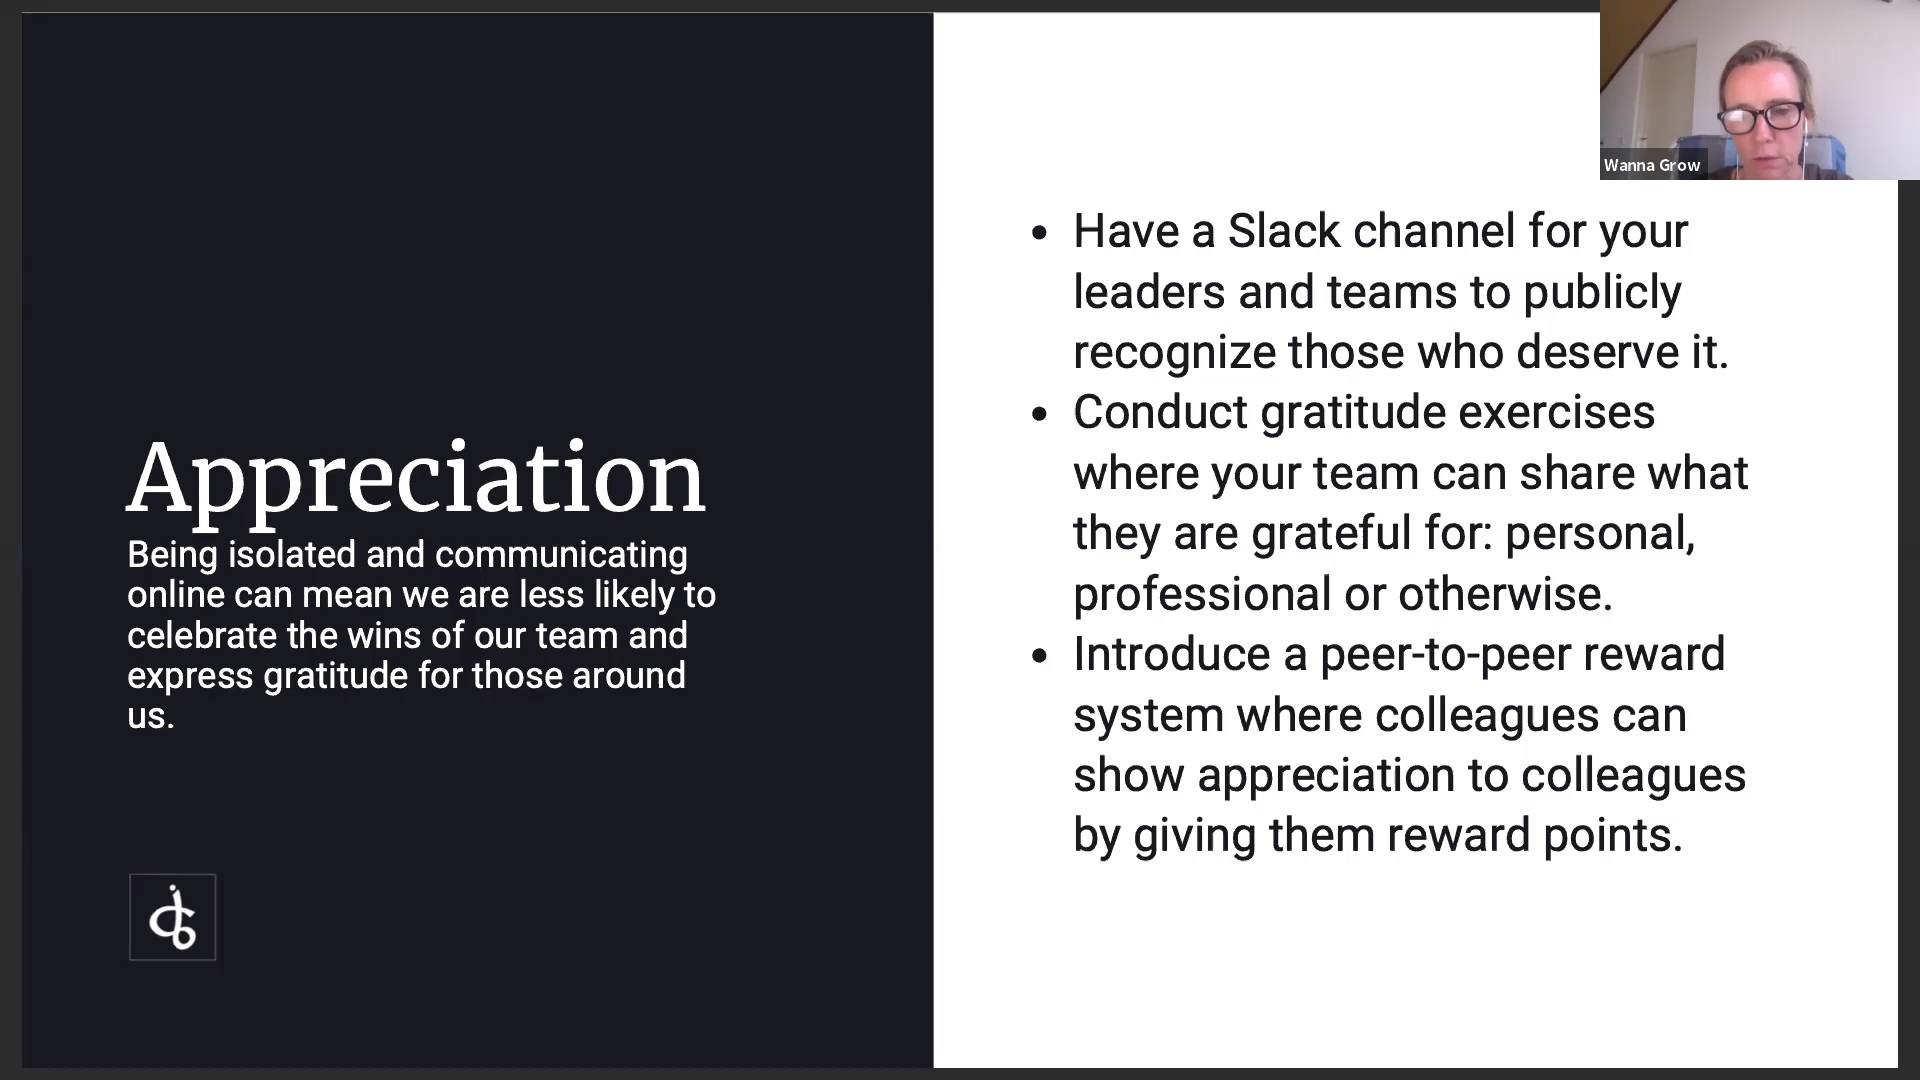 Appreciation
Being isolated and communicating
online can mean we are less likely to
celebrate the wins of our team and
express gratitude for those around
us.
• Have a Slack channel for your
leaders and teams to publicly
recognize those who deserve it.
• Conduct gratitude exercises
where your team can share what
they are grateful for: personal,
professional or otherwise.
• Introduce a peer-to-peer reward
system where colleagues can
show appreciation to colleagues
by giving them reward points.
Wanna Grow